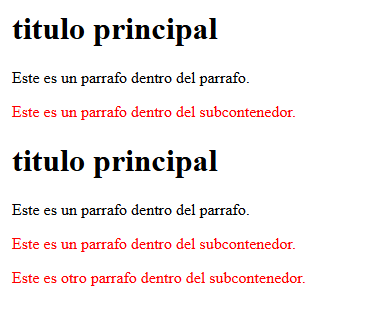 titulo principal
Este es un parrafo dentro del parrafo.
Este es un parrafo dentro del subcontenedor.
titulo principal
Este es un parrafo dentro del parrafo.
Este es un parrafo dentro del subcontenedor.
Este es otro parrafo dentro del subcontenedor.